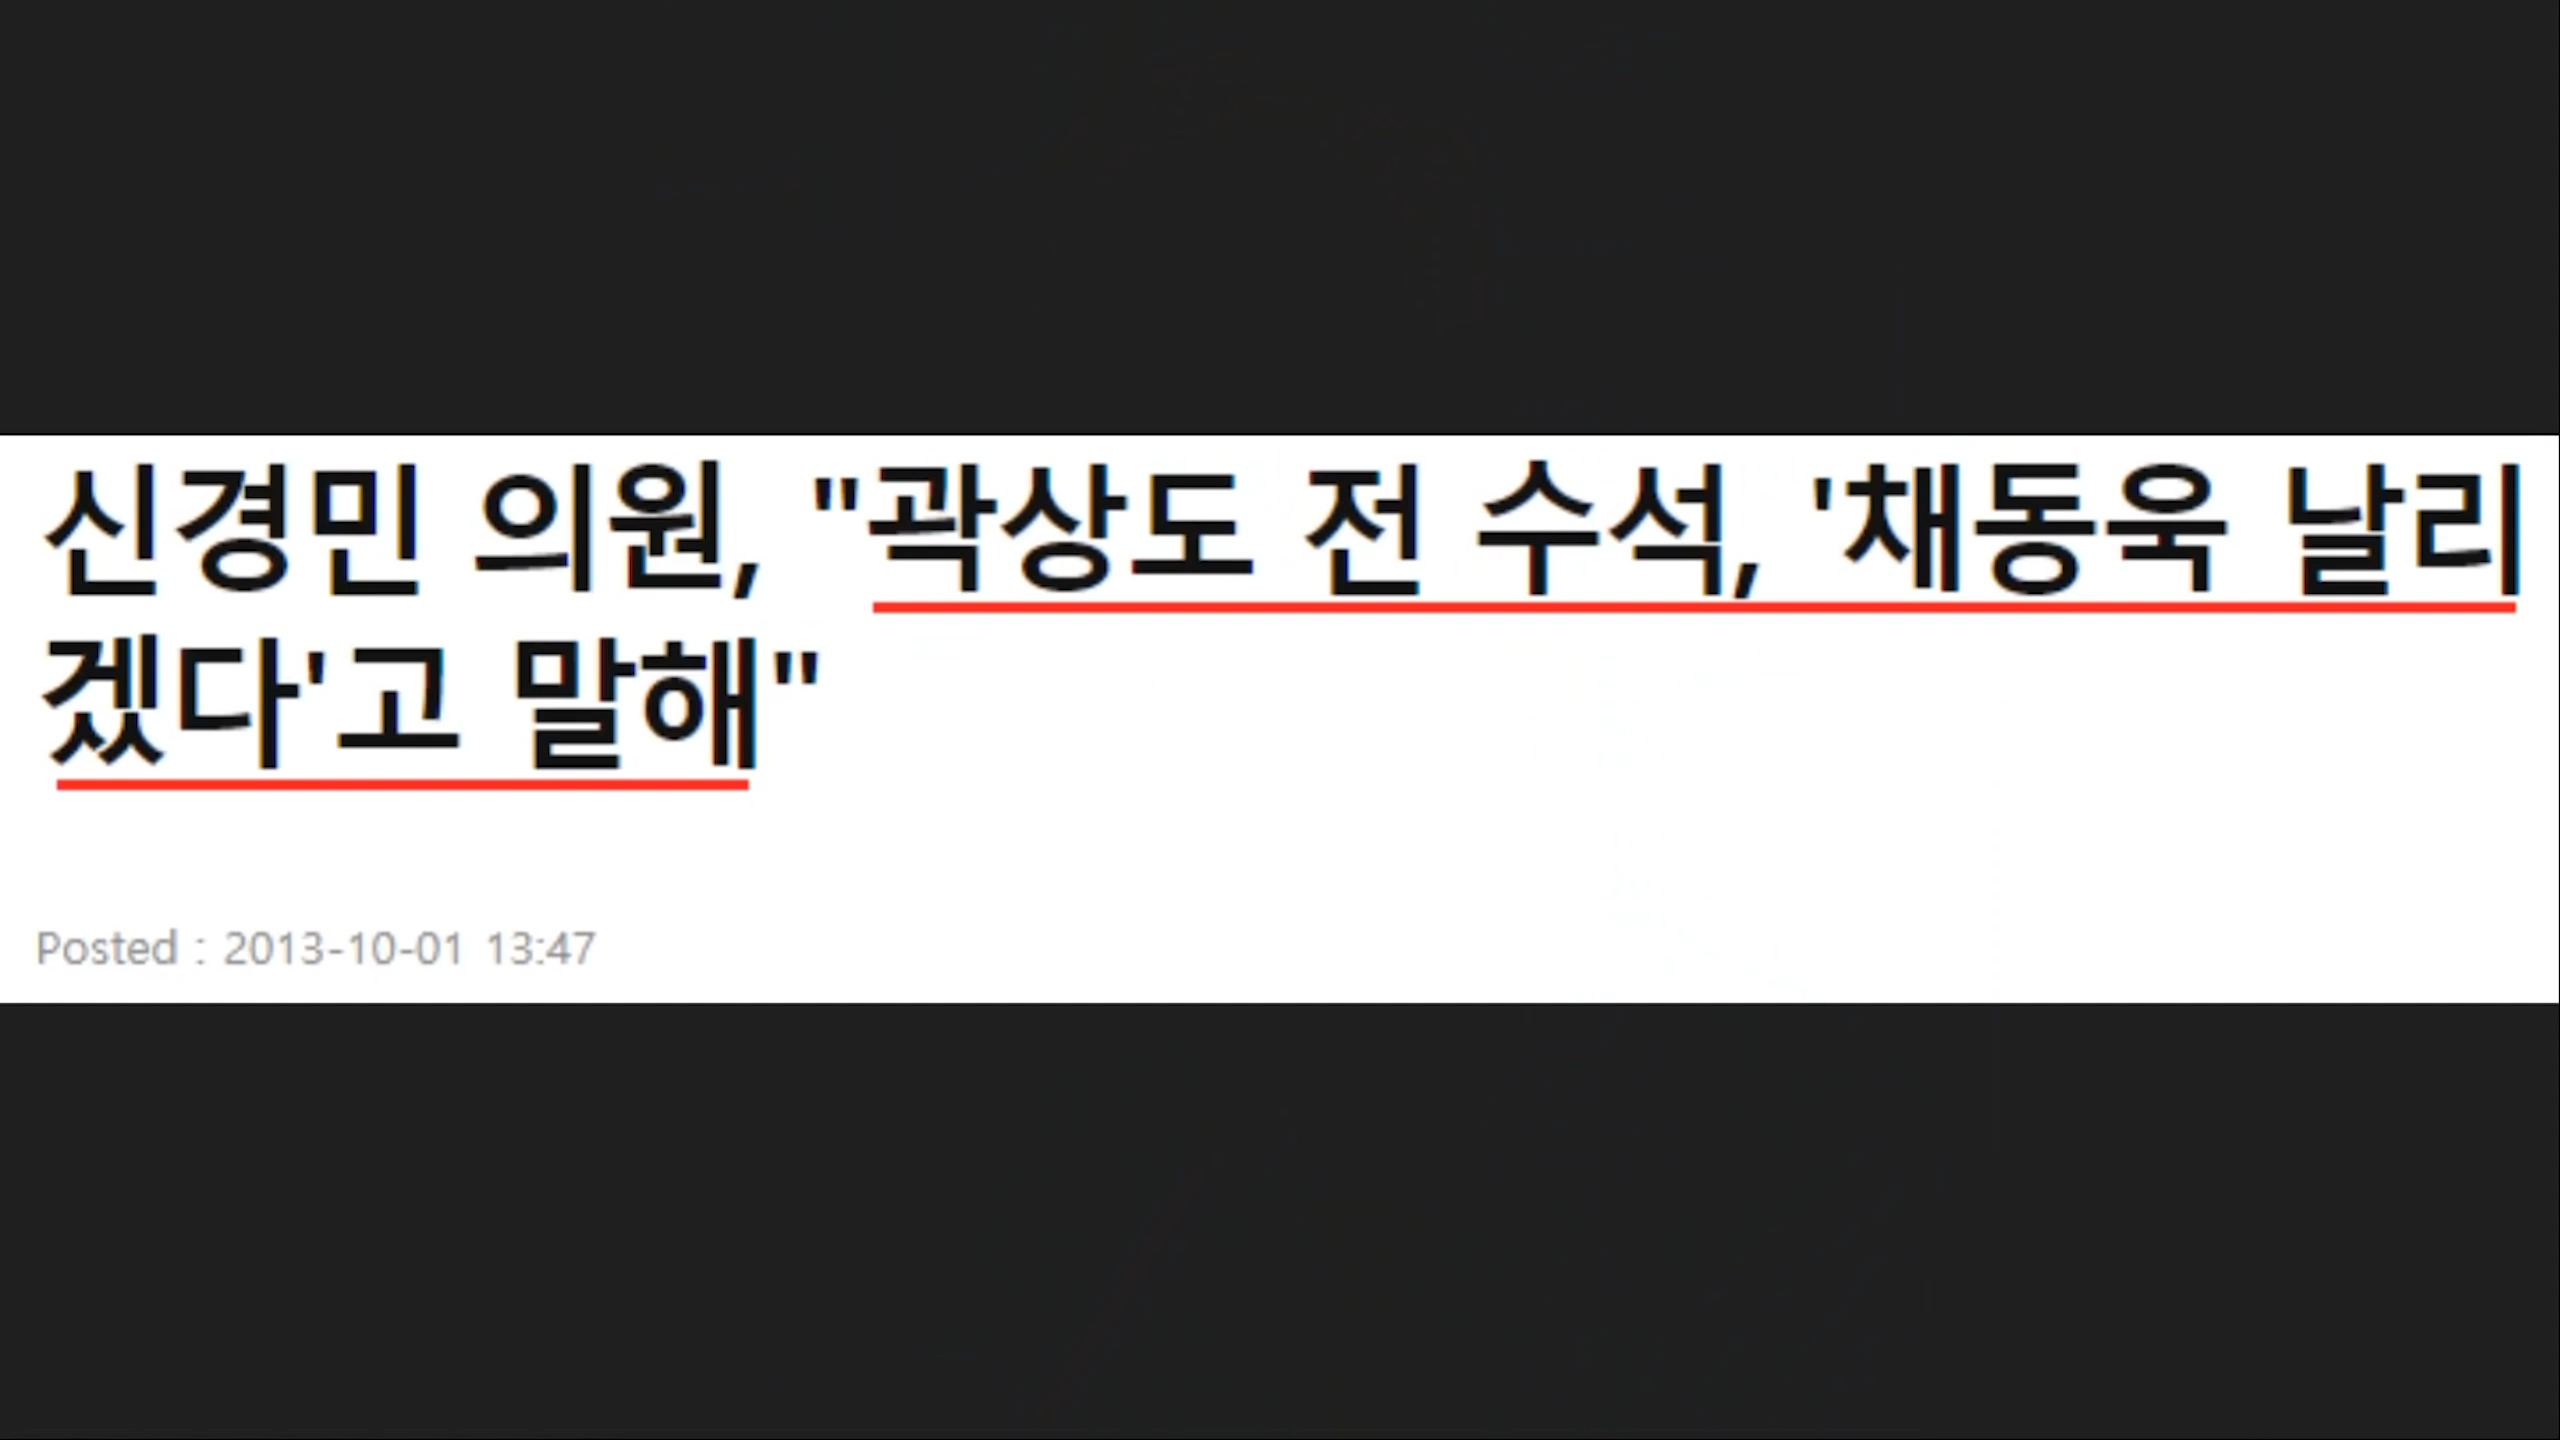 신경민 의원, "곽상도 전 수석, '채동욱 날리
겠다'고 말해"
Posted : 2013-10-01 13:47